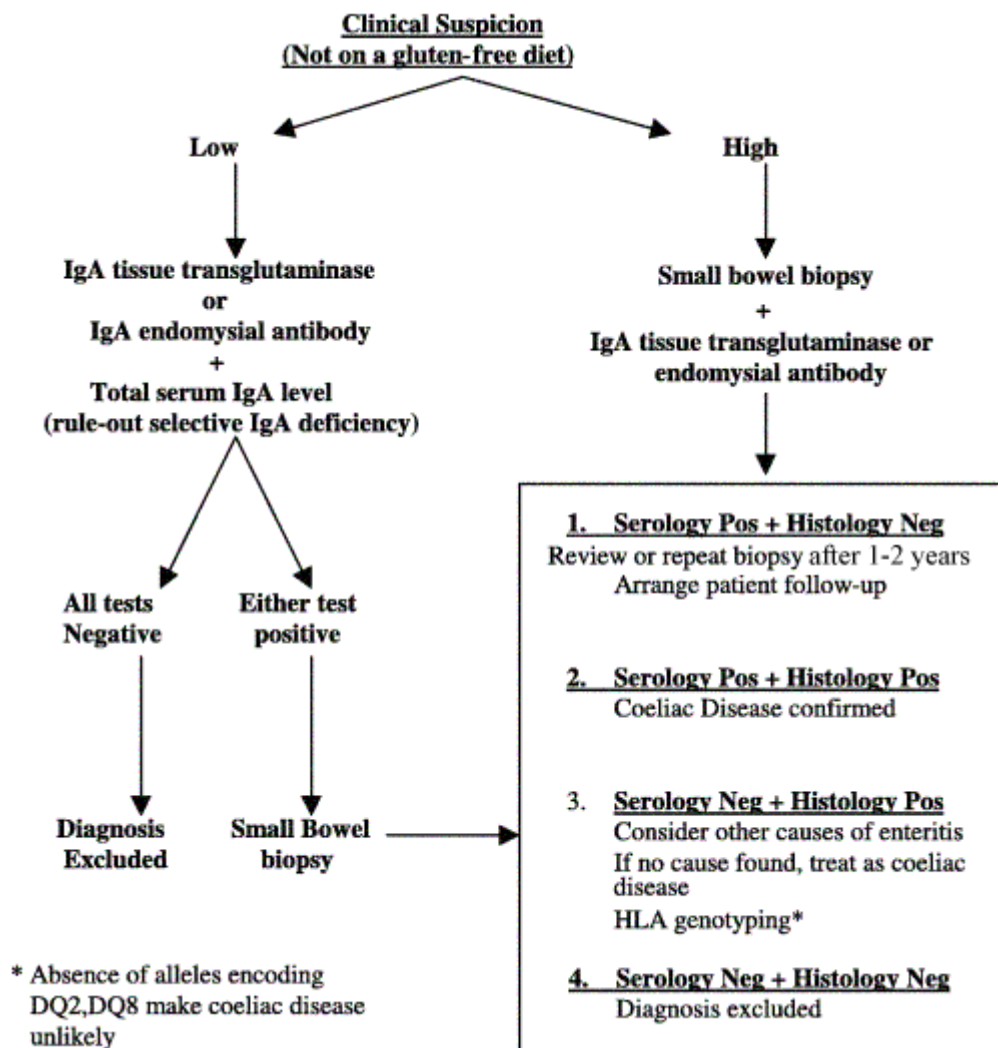 Clinical Suspicion
(Not on a gluten-free diet)
Low
High
IgA tissue transglutaminase
or
IgA endomysial antibody
+
Total serum IgA level
(rule-out selective IgA deficiency)
Small bowel biopsy
+
IgA tissue transglutaminase or
endomysial antibody
All tests
Negative
Either test
positive
Diagnosis
Excluded
Small Bowel
biopsy
1. Serology Pos + Histology Neg
Review or repeat biopsy after 1-2 years
Arrange patient follow-up
2. Serology Pos + Histology Pos
Coeliac Disease confirmed
3. Serology Neg + Histology Pos
Consider other causes of enteritis
If no cause found, treat as coeliac
disease
HLA genotyping*
4. Serology Neg + Histology Neg
Diagnosis excluded
* Absence of alleles encoding
DQ2,DQ8 make coeliac disease
unlikely